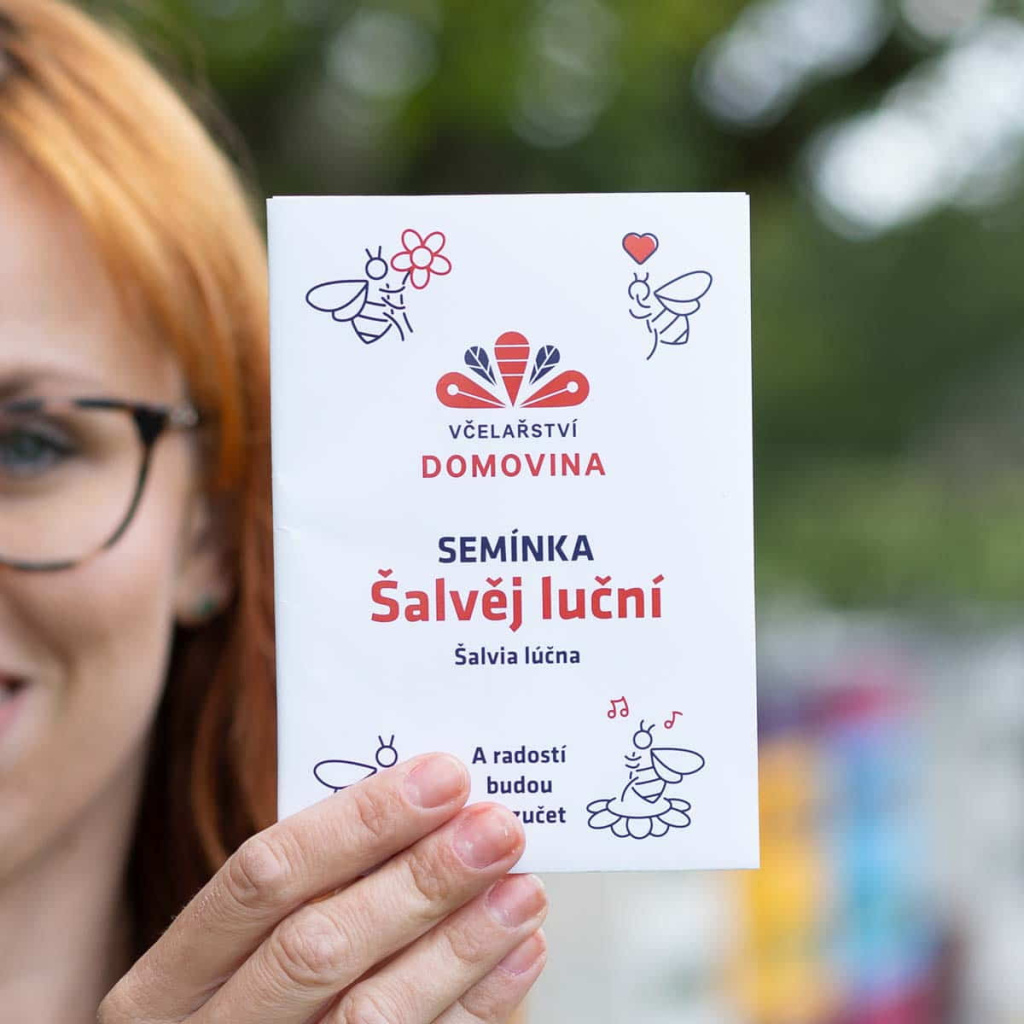 VČELAŘSTVÍ
DOMOVINA
SEMÍNKA
Šalvěj luční
Šalvia lúčna
A radostí
budou